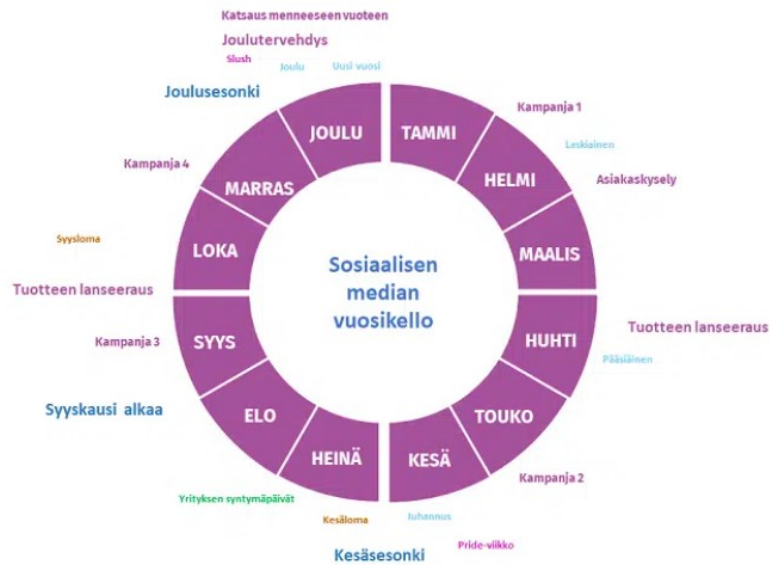 Katsaus menneeseen vuoteen
Joulutervehdys
Slush
Joulu
Uusi vuosi
Joulusesonki
JOULU
TAMMI
Kampanja 1
Leskiainen
Kampanja 4
MARRAS
HELMI
Asiakaskysely
Syysloma
LOKA
MAALIS
Sosiaalisen
median
vuosikello
Tuotteen lanseeraus
Kampanja 3
SYYS
HUHTI
Tuotteen lanseeraus
Pääsiäinen
Syyskausi alkaa
ELO
TOUKO
HEINÄ
KESÄ
Kampanja 2
Yrityksen syntymäpäivät
Kesäloma
Juhannus
Kesäsesonki
Pride-viikko